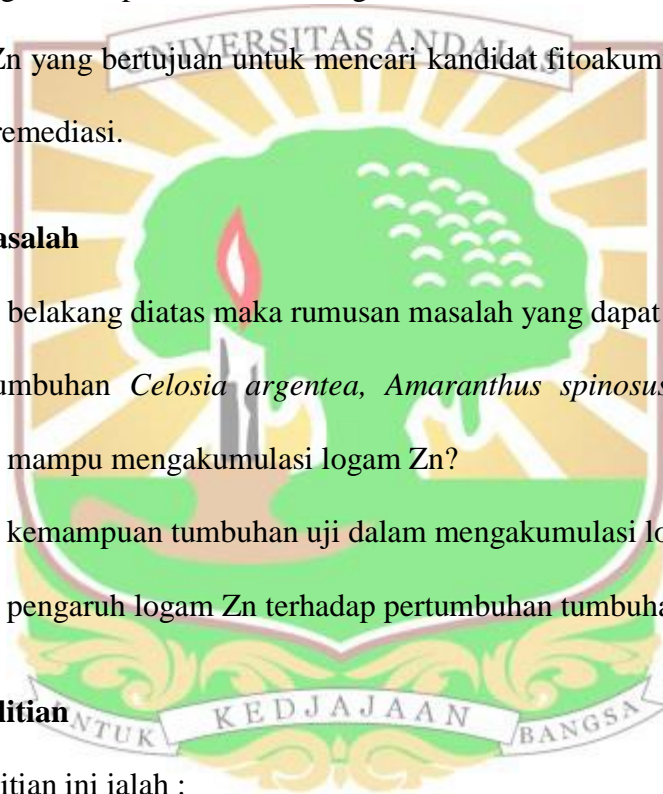 UNIVERSITAS ANDALAS
Zn yang bertujuan untuk mencari kandidat fitoakum
remediasi.
asalah
belakang diatas maka rumusan masalah yang dapat
umbuhan Celosia argentea, Amaranthus spinosus
mampu mengakumulasi logam Zn?
kemampuan tumbuhan uji dalam mengakumulasi lo
pengaruh logam Zn terhadap pertumbuhan tumbuha
litian
UNTUK KEDJAJAAN BANGSA
itian ini ialah :